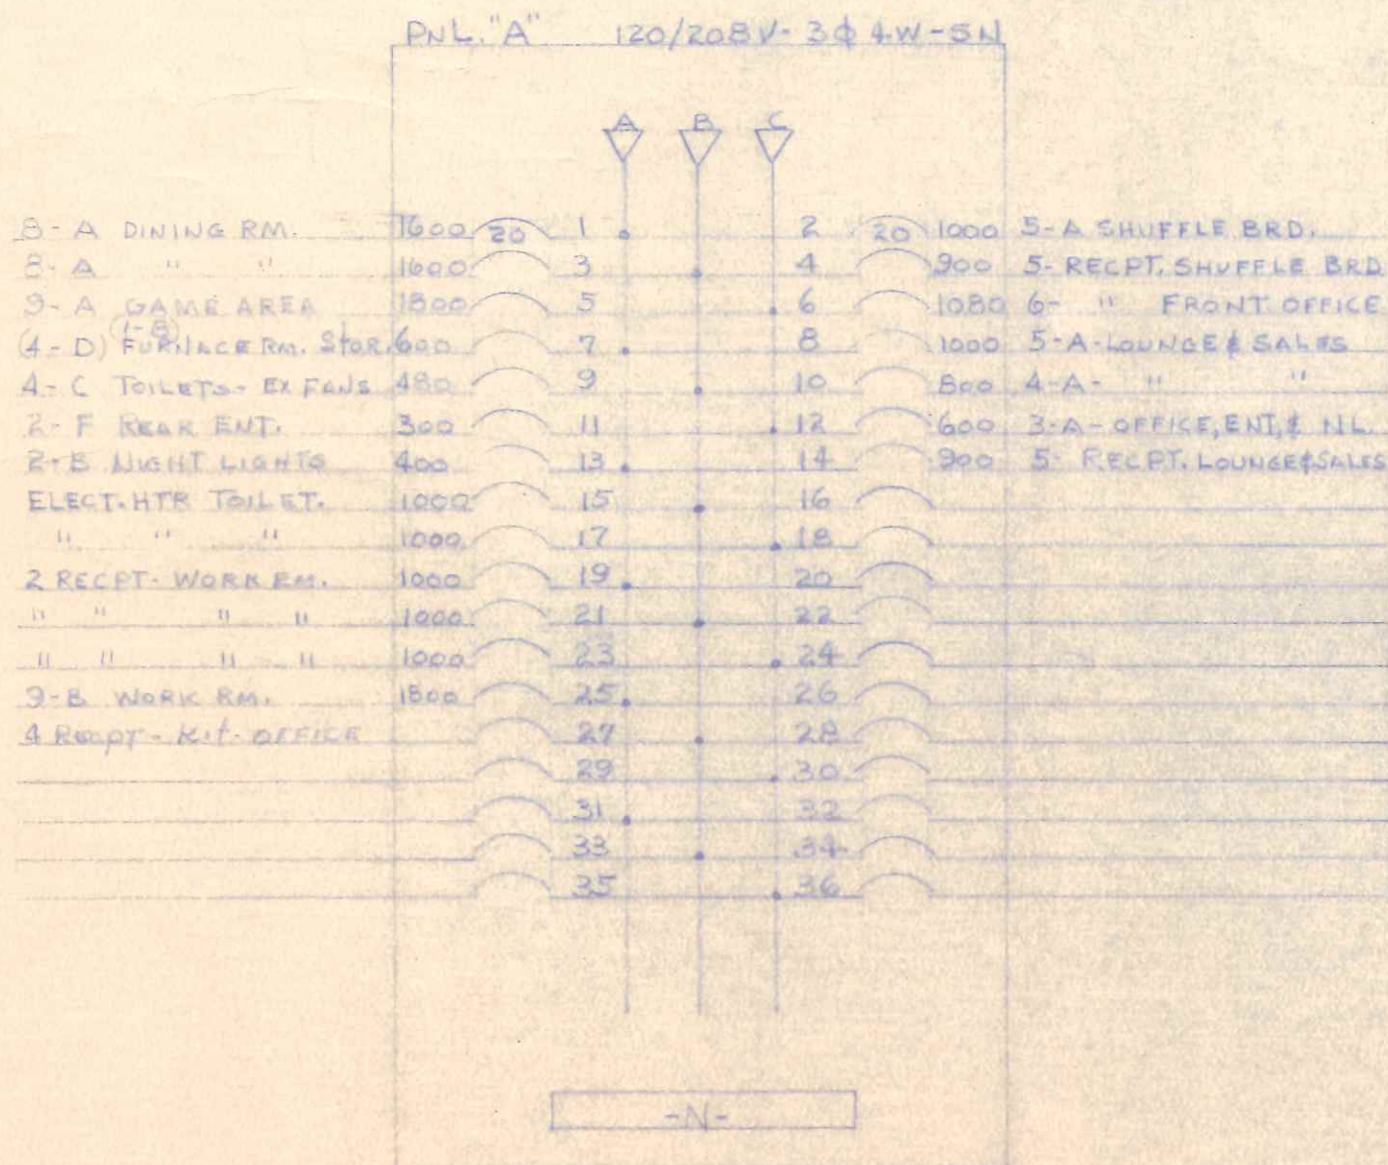 PNL. "A" 120/208V- 3Φ 4-W-SN
A B C
8-A DINING RM. 1600 20 1 2 20 1000 5-A SHUFFLE BRD.
8-A " " 1600 3 4 900 5-RECPT. SHUFFLE BRD
9-A GAME AREA 1800 5 6 1080 6- " FRONT OFFICE
(1-B)
(4-D) FURNACE RM. Stor. 600 7 8 1000 5-A-LOUNGE & SALES
4-C TOILETS- EX FANS 480 9 10 800 4-A- " "
2-F REAR ENT. 300 11 12 600 3-A-OFFICE, ENT, & NL.
2-B NIGHT LIGHTS 400 13 14 900 5- RECPT. LOUNGE & SALES
ELECT. HTR TOILET. 1000 15 16
" " " 1000 17 18
2 RECPT- WORK RM. 1000 19 20
" " " " 1000 21 22
" " " " 1000 23 24
9-B WORK RM. 1800 25 26
4 Recpt- Kit- OFFICE 27 28
29 30
31 32
33 34
35 36
-N-